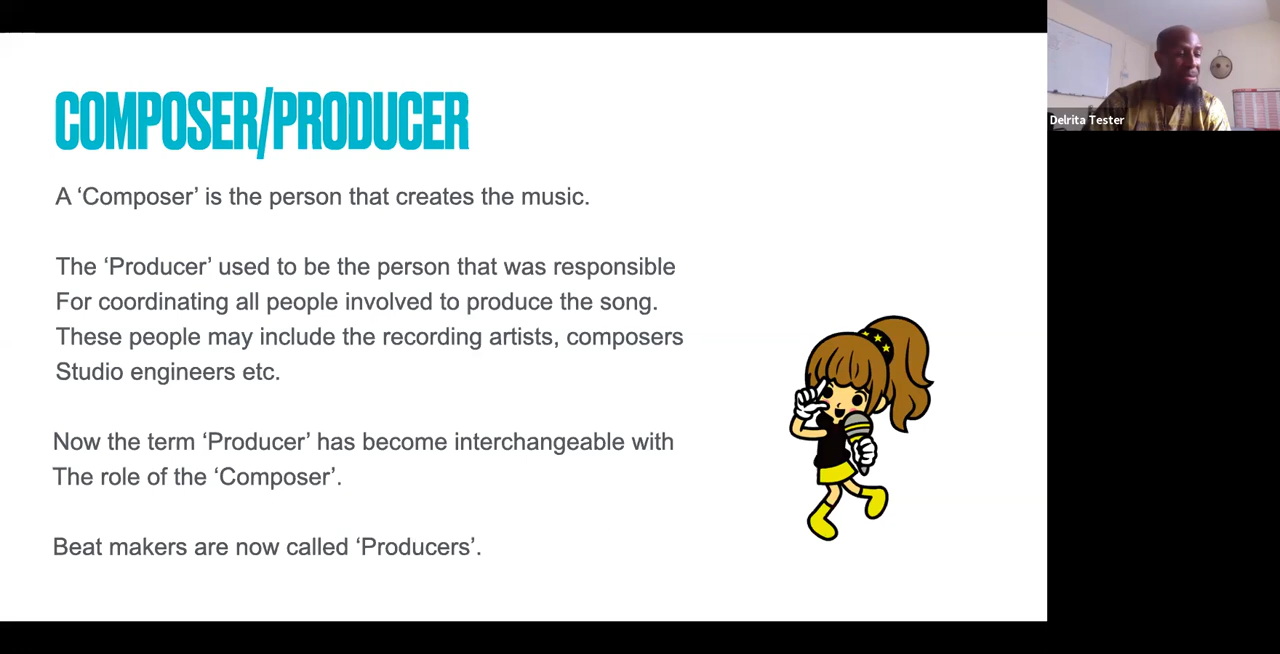 COMPOSER/PRODUCER
A ‘Composer’ is the person that creates the music.
The ‘Producer’ used to be the person that was responsible
For coordinating all people involved to produce the song.
These people may include the recording artists, composers
Studio engineers etc.
Now the term ‘Producer’ has become interchangeable with
The role of the ‘Composer’.
Beat makers are now called ‘Producers’.
Delrita Tester